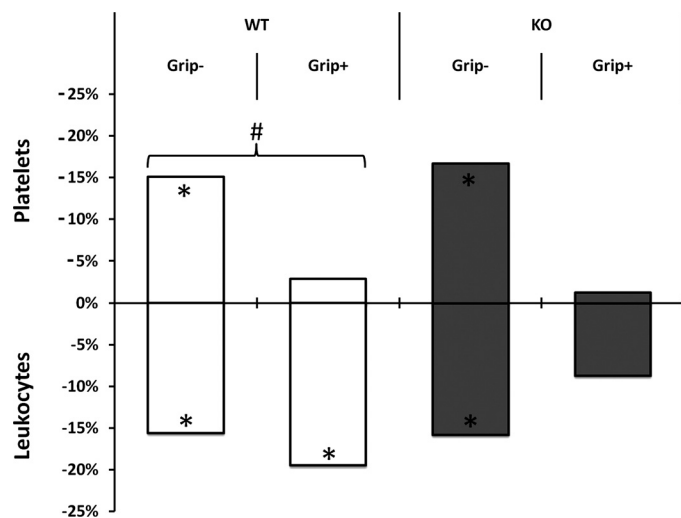 WT KO
Grip- Grip+ Grip- Grip+
-25%
-20%
#
-15%
* *
-10%
-5%
0%
-5%
-10%
-15%
* * *
-20%
-25%
Platelets
Leukocytes